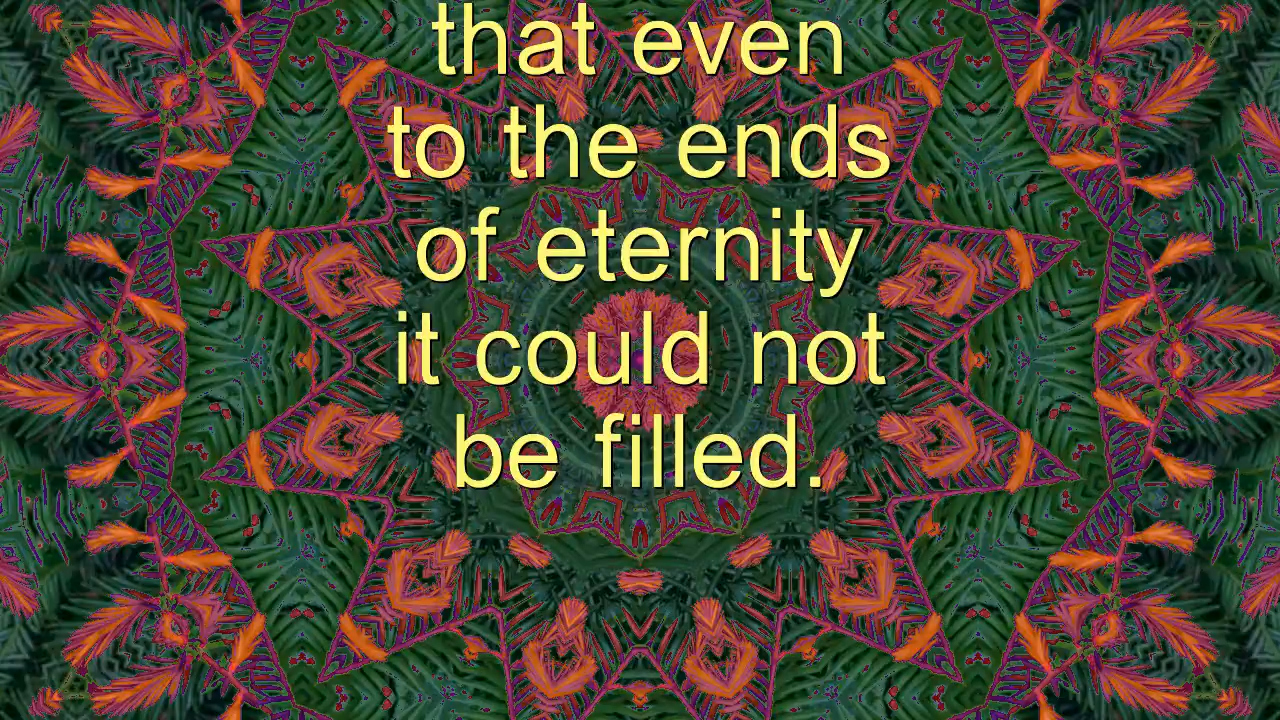 that even
to the ends
of eternity
it could not
be filled.